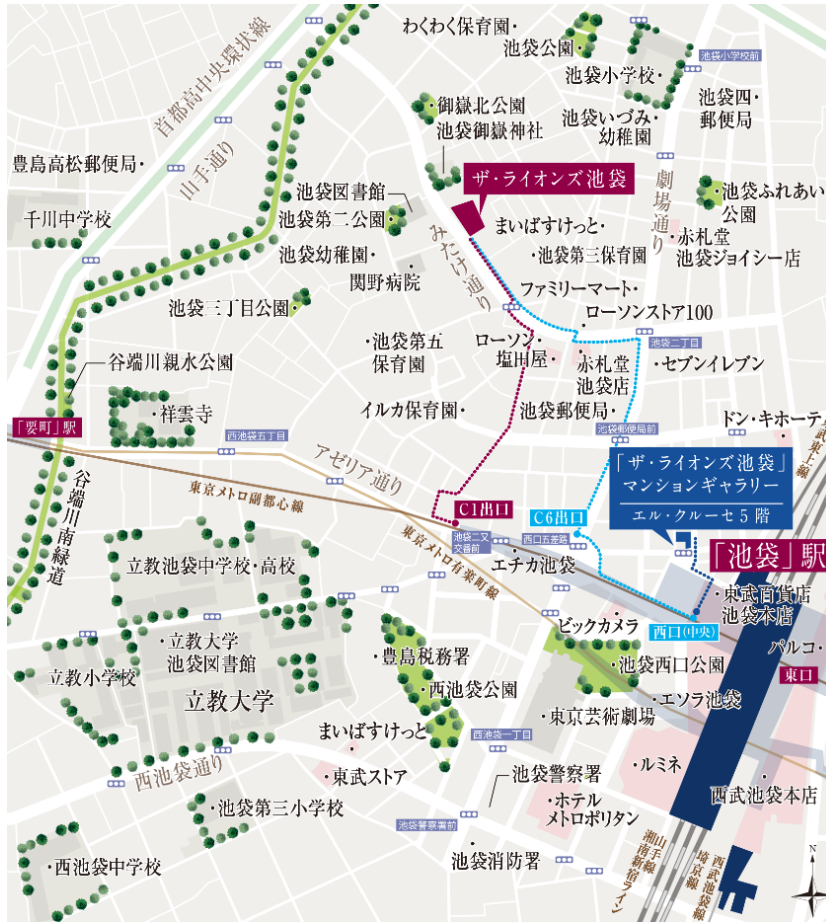 わくわく保育園・
池袋公園・
池袋小学校前
首都高中央環状線
池袋小学校・
池袋四・
郵便局
・御嶽北公園
池袋御嶽神社
池袋いづみ・
幼稚園
豊島高松郵便局・
山手通り
ザ・ライオンズ池袋
劇場通り
・池袋ふれあい
公園
千川中学校
池袋図書館
池袋第二公園・
まいばすけっと・
みたけ通り
・赤札堂
池袋ジョイシー店
池袋幼稚園・
・池袋第三保育園
関野病院
ファミリーマート・
池袋三丁目公園・
ローソンストア100
・池袋第五
保育園
ローソン・
塩田屋
池袋二丁目
谷端川親水公園
赤札堂
池袋店
・セブンイレブン
・祥雲寺
イルカ保育園・
池袋郵便局・
ドン・キホーテ
「要町」駅
西池袋五丁目
池袋郵便局前
東武東上線
アゼリア通り
「ザ・ライオンズ池袋」
マンションギャラリー
エル・クルーセ5階
谷端川南緑道
東京メトロ副都心線
C1出口
C6出口
池袋二又
交番前
西口五差路
「池袋」駅
東京メトロ有楽町線
・エチカ池袋
立教池袋中学校・高校
・東武百貨店
池袋本店
ビックカメラ
西口(中央)
パルコ・
・立教大学
池袋図書館
・豊島税務署
・池袋西口公園
東口
立教小学校
・西池袋公園
・エソラ池袋
立教大学
・東京芸術劇場
西池袋一丁目
まいばすけっと
西池袋通り
・東武ストア
池袋警察署
・ルミネ
西武池袋本店
・池袋第三小学校
・ホテル
メトロポリタン
池袋警察署前
池袋消防署
・西池袋中学校
山手線
湘南新宿ライン
埼京線
西武池袋線
N